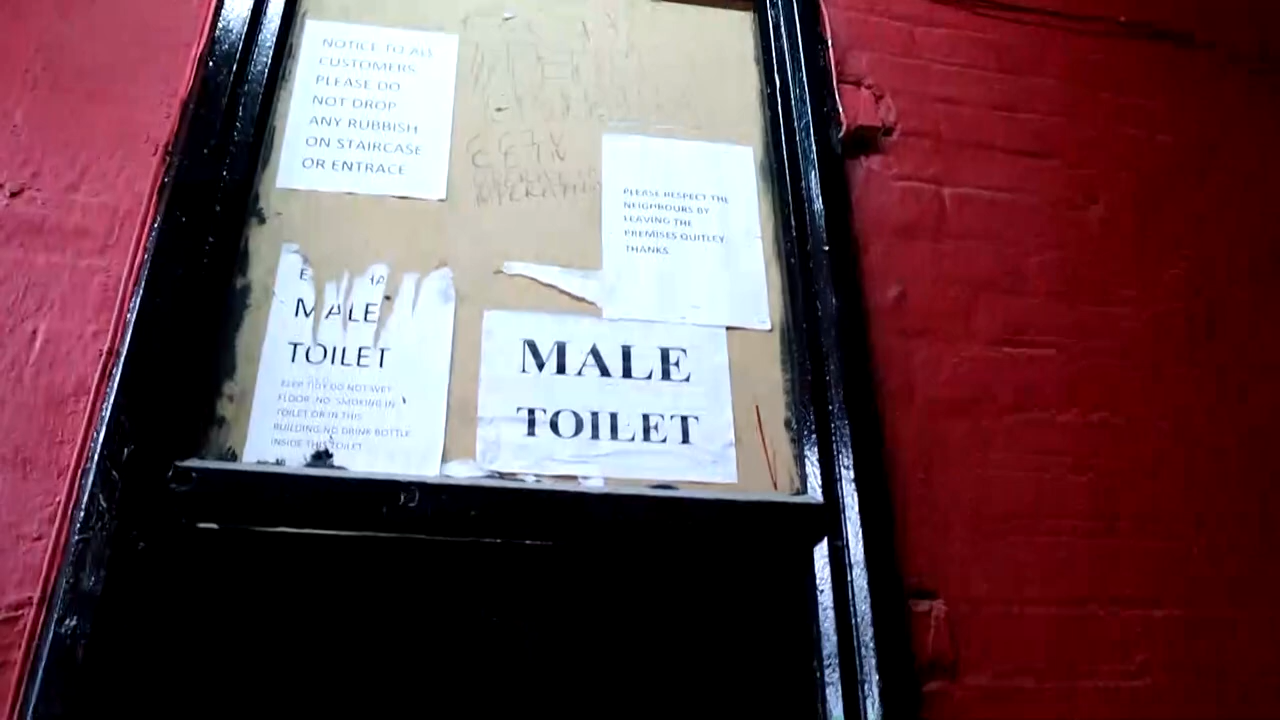 NOTICE TO ALL
CUSTOMERS
PLEASE DO
NOT DROP
ANY RUBBISH
ON STAIRCASE
OR ENTRACE
CCTV
PLEASE RESPECT THE
NEIGHBOURS BY
LEAVING THE
PREMISES QUITLEY
THANKS
MALE
TOILET
KEEP TIDY DO NOT WET
FLOOR NO SMOKING IN
TOILET OR IN THIS
BUILDING NO DRINK BOTTLE
INSIDE THIS TOILET
MALE
TOILET